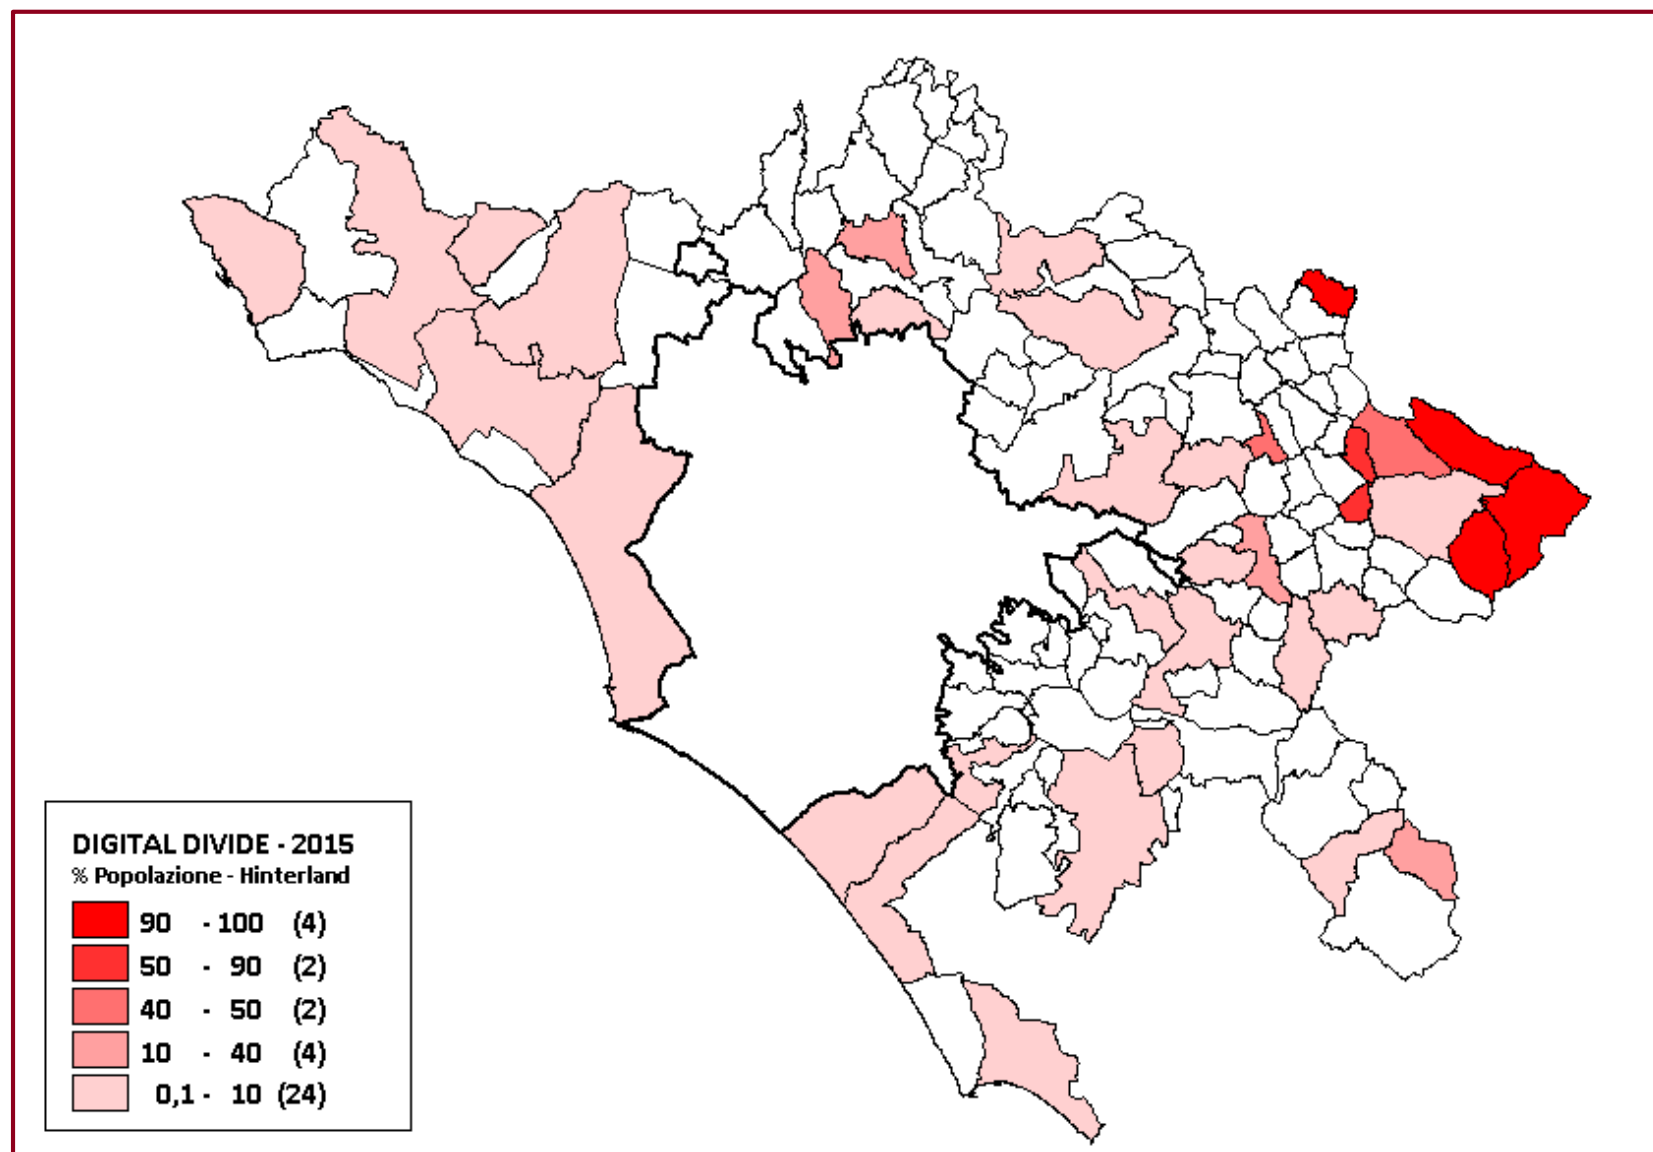 DIGITAL DIVIDE - 2015
% Popolazione - Hinterland
90 - 100 (4)
50 - 90 (2)
40 - 50 (2)
10 - 40 (4)
0,1 - 10 (24)